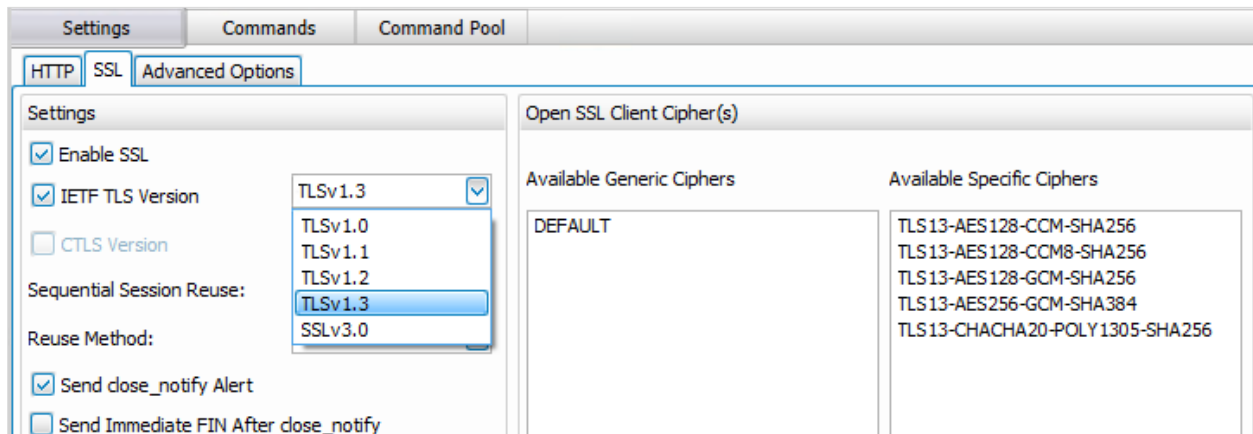 Settings Commands Command Pool
HTTP SSL Advanced Options
Settings
Enable SSL
IETF TLS Version TLSv1.3
TLSv1.0
TLSv1.1
TLSv1.2
TLSv1.3
SSLv3.0
CTLS Version
Sequential Session Reuse:
Reuse Method:
Send close_notify Alert
Send Immediate FIN After close_notify
Open SSL Client Cipher(s)
Available Generic Ciphers
DEFAULT
Available Specific Ciphers
TLS13-AES128-CCM-SHA256
TLS13-AES128-CCM8-SHA256
TLS13-AES128-GCM-SHA256
TLS13-AES256-GCM-SHA384
TLS13-CHACHA20-POLY1305-SHA256